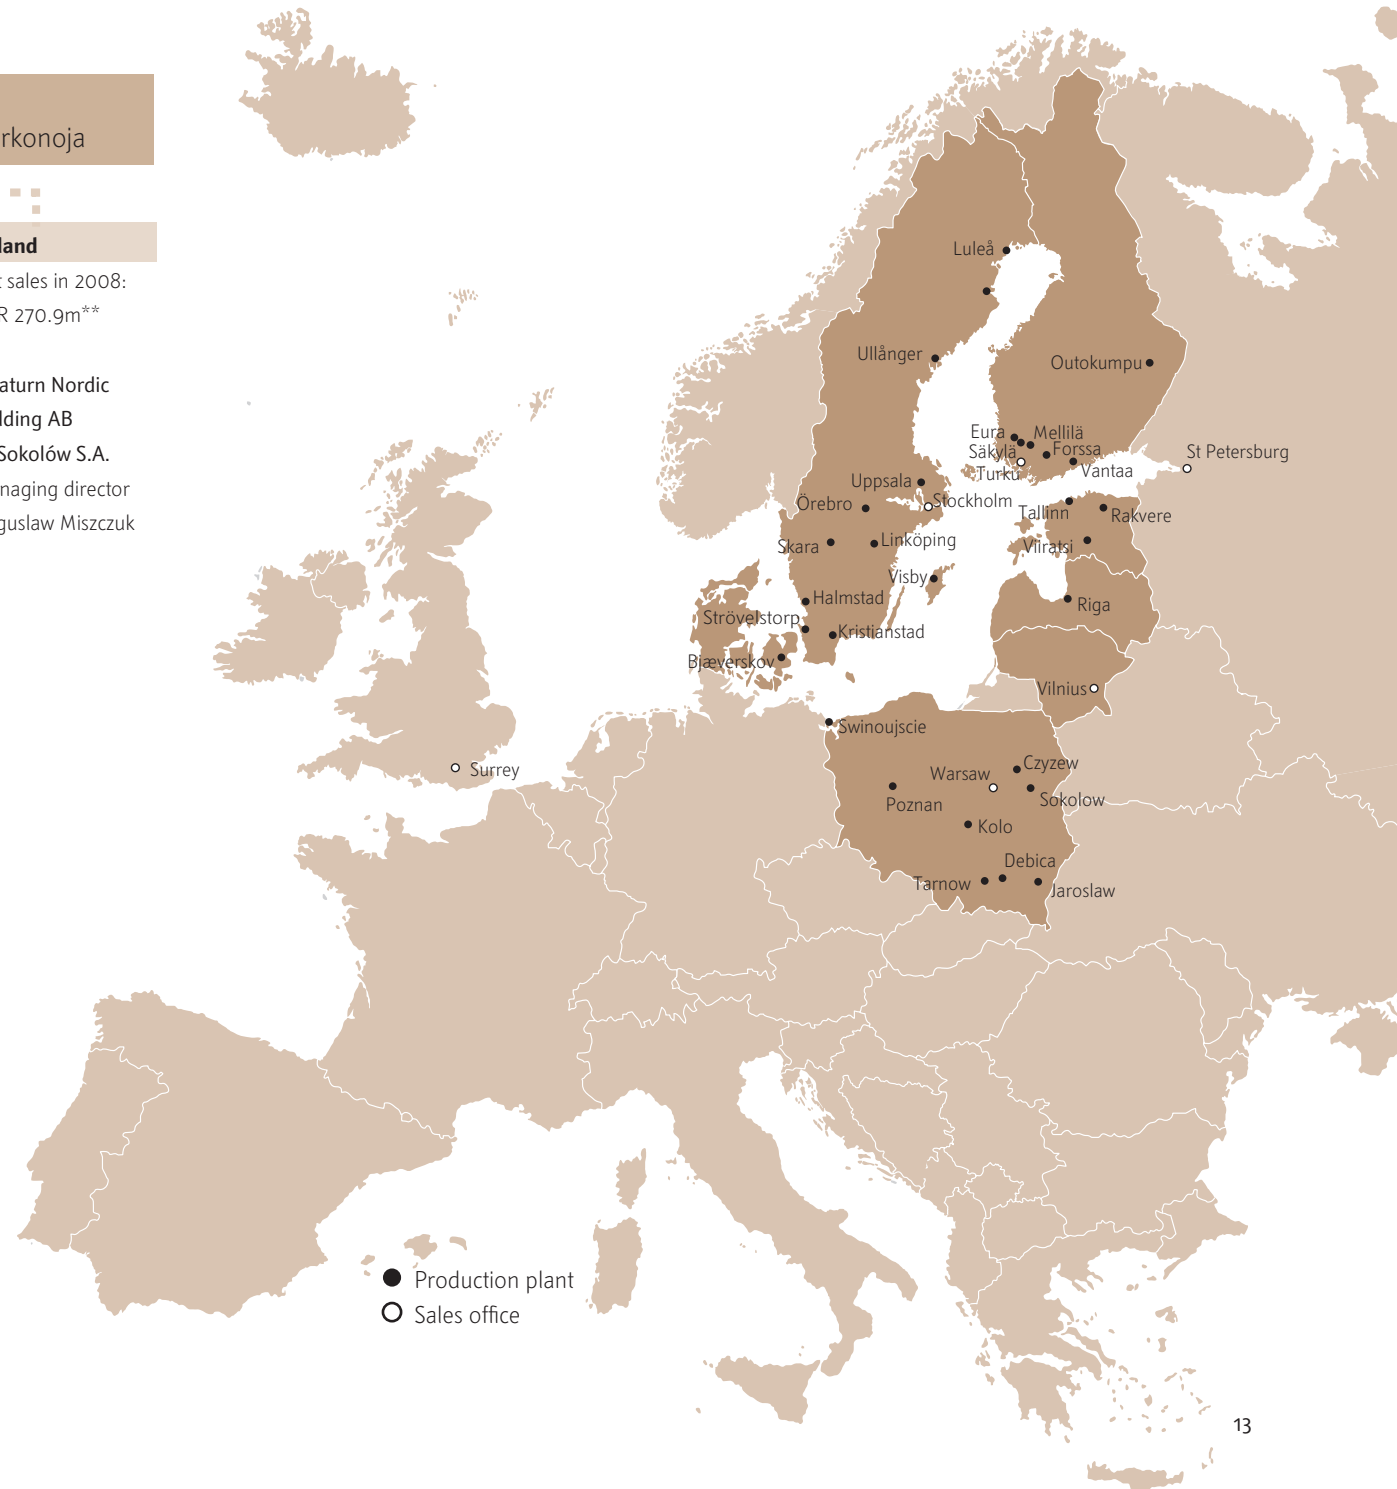 rkonoja
land
t sales in 2008:
R 270.9m**
aturn Nordic
lding AB
Sokolów S.A.
naging director
guslaw Miszczuk
Luleå
Ullånger
Outokumpu
Eura
Mellilä
Säkylä
Forssa
Turku
Vantaa
St Petersburg
Uppsala
Örebro
Stockholm
Tallinn
Rakvere
Skara
Linköping
Viiratsi
Visby
Halmstad
Riga
Strövelstorp
Kristianstad
Bjæverskov
Vilnius
Swinoujscie
Surrey
Warsaw
Czyzew
Poznan
Sokolow
Kolo
Debica
Tarnow
Jaroslaw
Production plant
Sales office
13